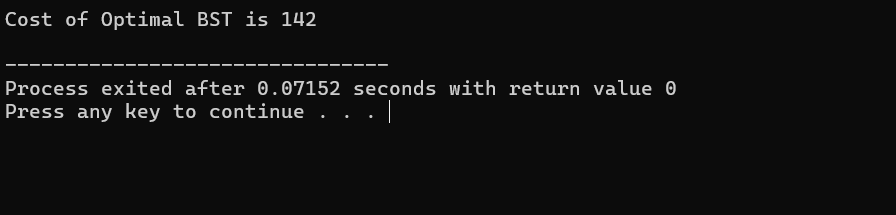 Cost of Optimal BST is 142
--------------------------------
Process exited after 0.07152 seconds with return value 0
Press any key to continue . . .